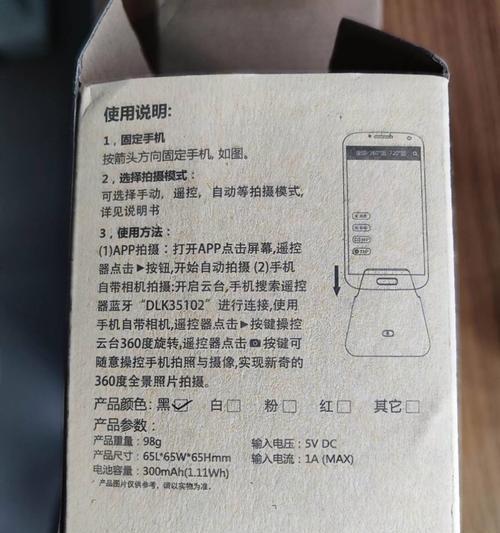 使用说明:
1，固定手机
按箭头方向固定手机, 如图。
2，选择拍摄模式：
可选择手动，遥控，自动等拍摄模式，
详见说明书
3，使用方法：
(1)APP拍摄：打开APP点击屏幕,遥控
器点击▶按钮,开始自动拍摄 (2)手机
自带相机拍摄:开启云台,手机搜索遥控
器蓝牙“DLK35102”进行连接,使用
手机自带相机,遥控器点击▶按键操控
云台360度旋转,遥控器点击📷按键可
随意操控手机拍照与摄像,实现新奇的
360度全景照片拍摄。
产品颜色: 黑☑ 白□ 粉□ 红□ 其它□
产品参数：
产品重量：98g 输入电压：5V DC
产品尺寸：65L*65W*65Hmm 输入电流：1A (MAX)
电池容量：300mAh(1.11Wh)
产品图片仅供参考，请以实物为准。